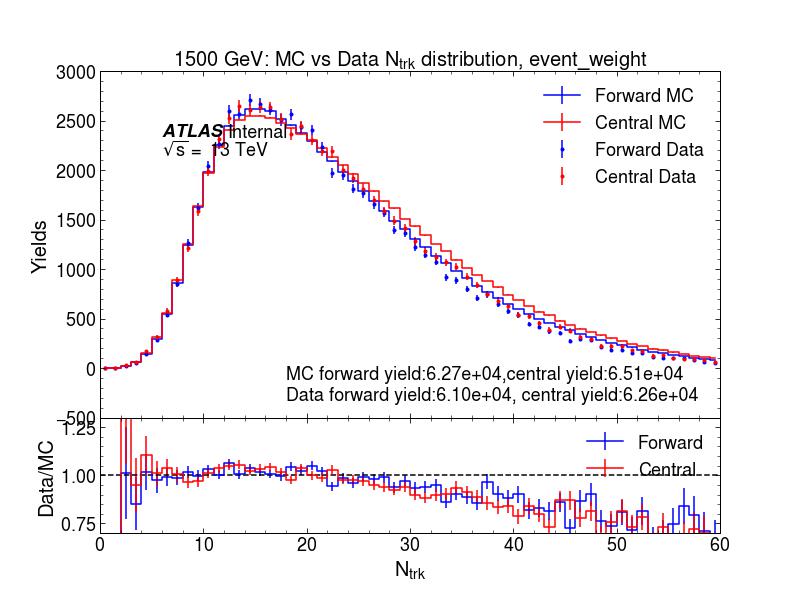 1500 GeV: MC vs Data N_trk distribution, event_weight
3000
2500
2000
1500
1000
500
0
-500
Yields
ATLAS Internal
√s = 13 TeV
Forward MC
Central MC
Forward Data
Central Data
MC forward yield:6.27e+04,central yield:6.51e+04
Data forward yield:6.10e+04, central yield:6.26e+04
1.25
1.00
0.75
Data/MC
Forward
Central
0 10 20 30 40 50 60
N_trk